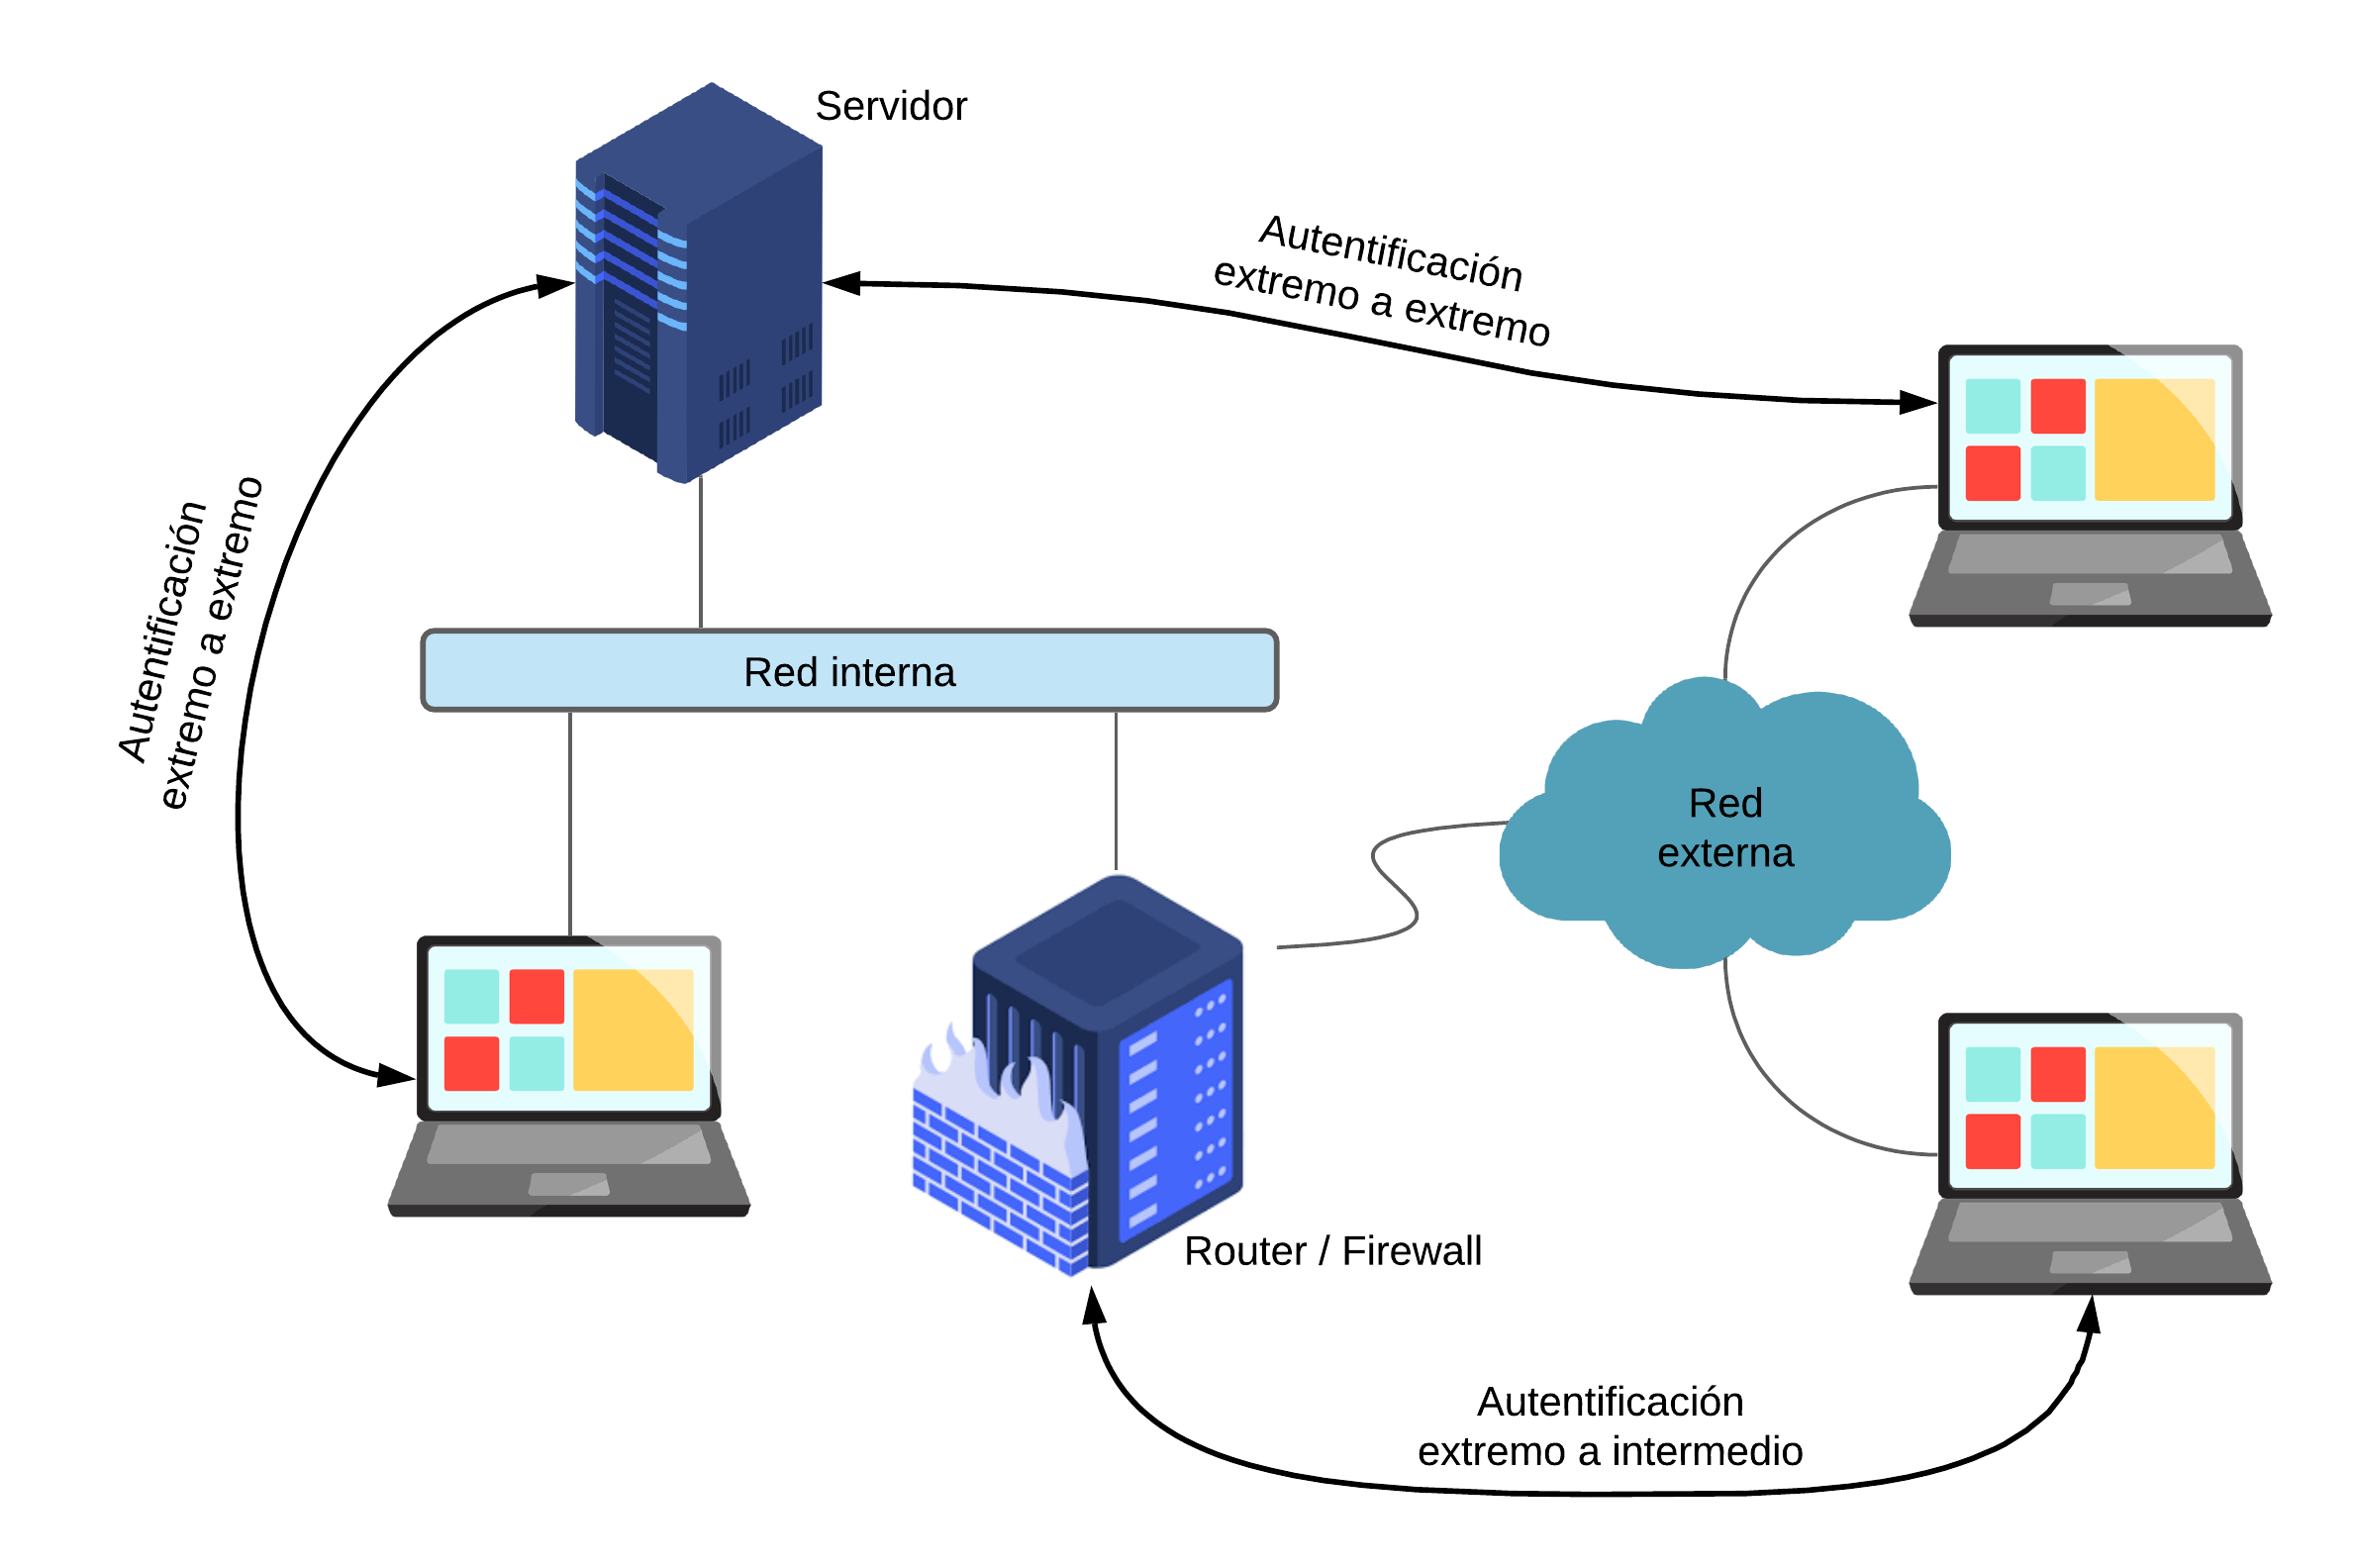 Servidor
Autentificación
extremo a extremo
Autentificación
extremo a extremo
Red interna
Red
externa
Router / Firewall
Autentificación
extremo a intermedio